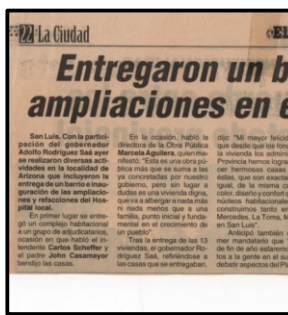 22 La Ciudad
Entregaron un b
ampliaciones en e
San Luis. Con la partici-
pación del gobernador
Adolfo Rodríguez Saá ayer
se realizaron diversas acti-
vidades en la localidad de
Arizona que incluyeron la
entrega de un barrio e inau-
guración de las ampliacio-
nes y refacciones del Hos-
pital local.
En primer lugar se entre-
gó un complejo habitacional
a un grupo de adjudicatarios,
ocasión en que habló el in-
tendente Carlos Scheffer y
el padre John Casamayor
bendijo las casas.
En la ocasión, habló la
directora de la Obra Pública
Marcela Aguilera, quien ma-
nifestó: "Esta es una obra pú-
blica más que se suma a las
ya concretadas por nuestro
gobierno, pero sin lugar a
dudas es una vivienda digna,
que va a albergar a nada más
ni nada menos que a una
familia, punto inicial y funda-
mental en el crecimiento de
un pueblo".
Tras la entrega de las 13
viviendas, el gobernador Ro-
dríguez Saá, refiriéndose a
las casas que se entregaban,
dijo: "Mi mayor felicid
que desde que los fon
la vivienda los admini
Provincia hemos logra
cer hermosas casas
éstas, que son exacta
igual, de la misma ca
color, diseño y confort d
núcleos habitacionale
construimos tanto en
Mercedes, La Toma, M
en San Luis".
Anticipó también
mer mandatario que
de fin de año estaremo
tos a la gente en el su
debatir aspectos del Pla